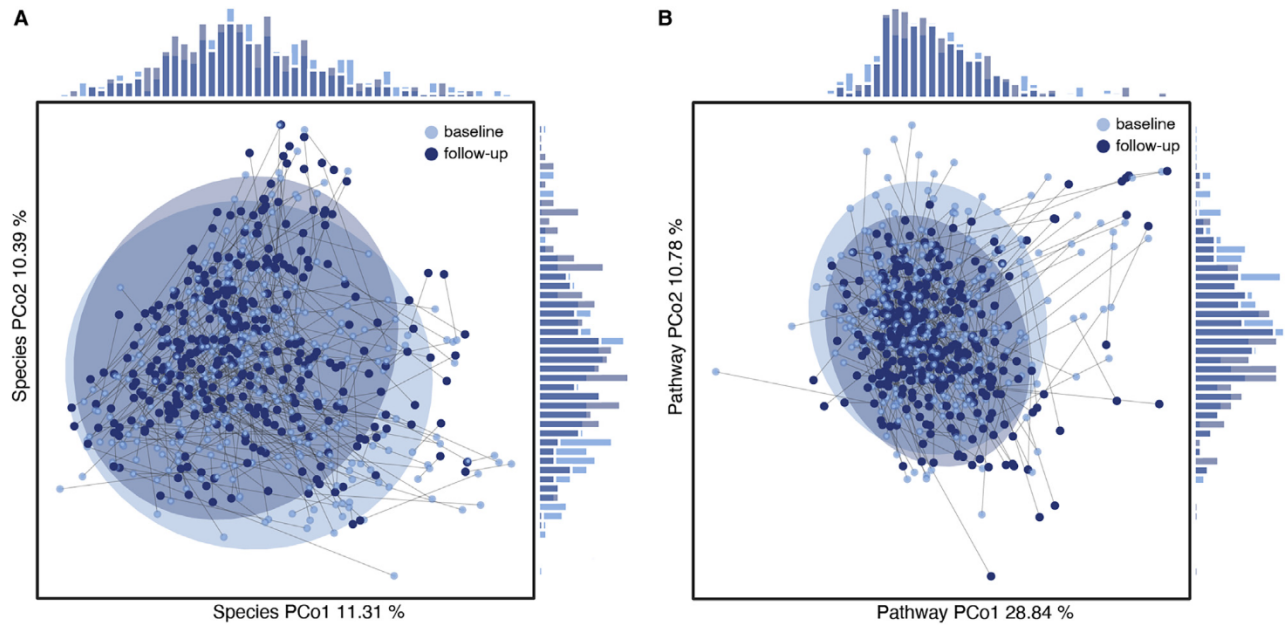 A
baseline
follow-up
Species PCo2 10.39 %
Species PCo1 11.31 %
B
baseline
follow-up
Pathway PCo2 10.78 %
Pathway PCo1 28.84 %